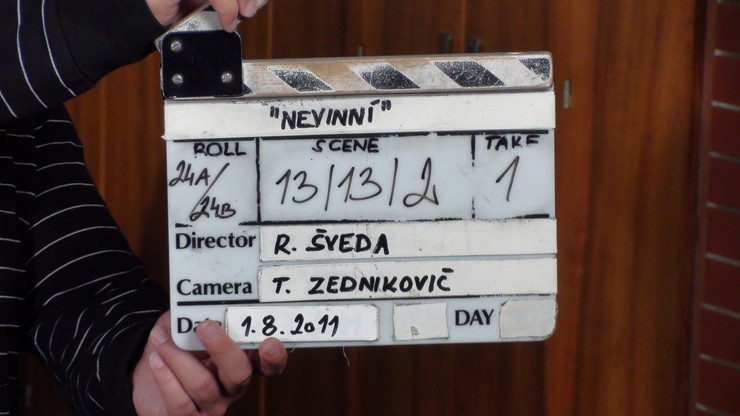 "NEVINNÍ"
ROLL SCENE TAKE
24A/24B 13/13/2 1
Director R. ŠVEDA
Camera T. ZEDNIKOVIČ
Date 1.8.2011 DAY